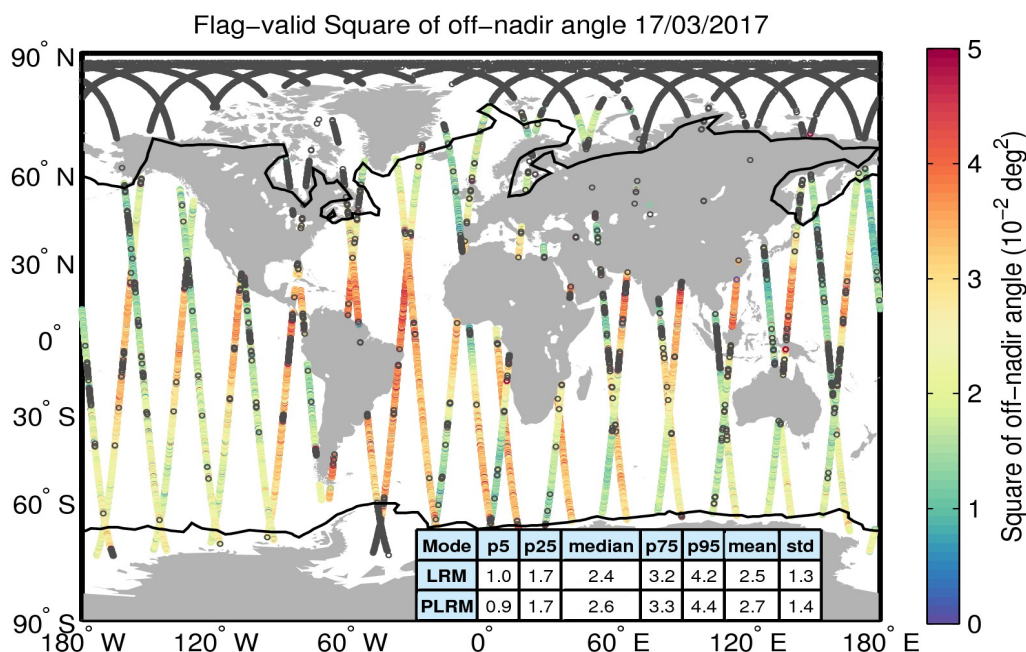 Flag−valid Square of off−nadir angle 17/03/2017
90° N
60° N
30° N
0°
30° S
60° S
90° S
180° W
120° W
60° W
0°
60° E
120° E
180° E
Mode p5 p25 median p75 p95 mean std
LRM 1.0 1.7 2.4 3.2 4.2 2.5 1.3
PLRM 0.9 1.7 2.6 3.3 4.4 2.7 1.4
5
4
3
2
1
0
Square of off−nadir angle (10⁻² deg²)